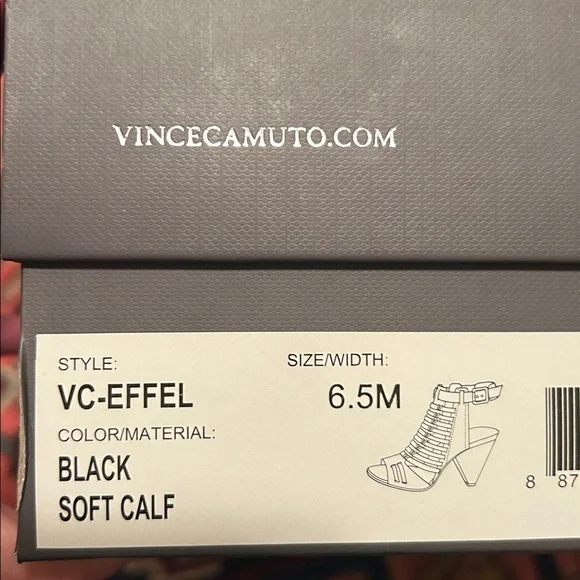 VINCECAMUTO.COM
STYLE:
VC-EFFEL
SIZE/WIDTH:
6.5M
COLOR/MATERIAL:
BLACK
SOFT CALF
8 87